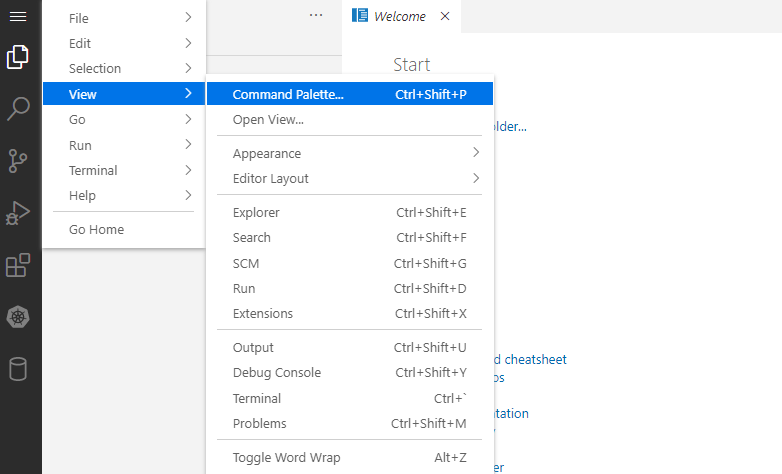 File
Edit
Selection
View
Go
Run
Terminal
Help
Go Home
Command Palette... Ctrl+Shift+P
Open View...
Appearance
Editor Layout
Explorer Ctrl+Shift+E
Search Ctrl+Shift+F
SCM Ctrl+Shift+G
Run Ctrl+Shift+D
Extensions Ctrl+Shift+X
Output Ctrl+Shift+U
Debug Console Ctrl+Shift+Y
Terminal Ctrl+`
Problems Ctrl+Shift+M
Toggle Word Wrap Alt+Z
...
Welcome
Start
older...
d cheatsheet
os
ntation
er